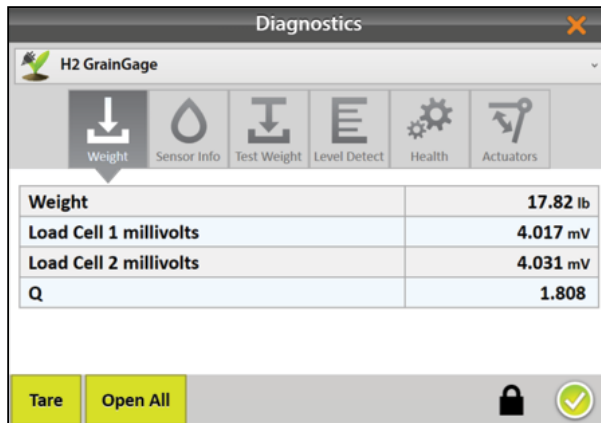 Diagnostics
H2 GrainGage
Weight Sensor Info Test Weight Level Detect Health Actuators
Weight 17.82 lb
Load Cell 1 millivolts 4.017 mV
Load Cell 2 millivolts 4.031 mV
Q 1.808
Tare Open All